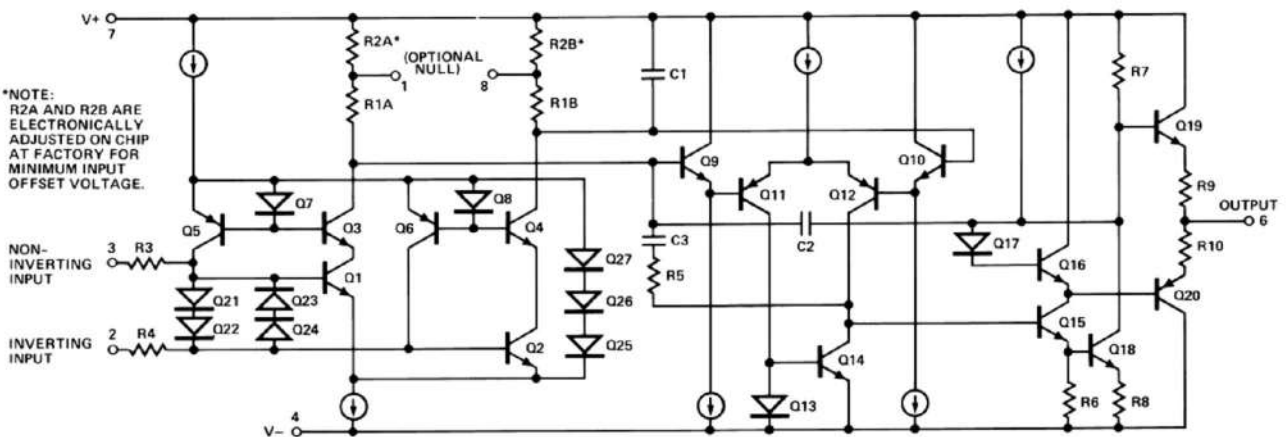 V+
7
R2A*
(OPTIONAL
NULL)
1
8
R2B*
R1A
R1B
C1
R7
*NOTE:
R2A AND R2B ARE
ELECTRONICALLY
ADJUSTED ON CHIP
AT FACTORY FOR
MINIMUM INPUT
OFFSET VOLTAGE.
Q9
Q10
Q19
Q7
Q8
Q5
Q3
Q6
Q4
Q11
Q12
R9
OUTPUT
6
NON-
INVERTING
INPUT
3
R3
Q1
Q27
C3
C2
Q17
Q16
R10
R5
Q20
Q21
Q23
Q26
Q22
Q24
Q15
INVERTING
INPUT
2
R4
Q2
Q25
Q14
Q18
Q13
R6
R8
V-
4